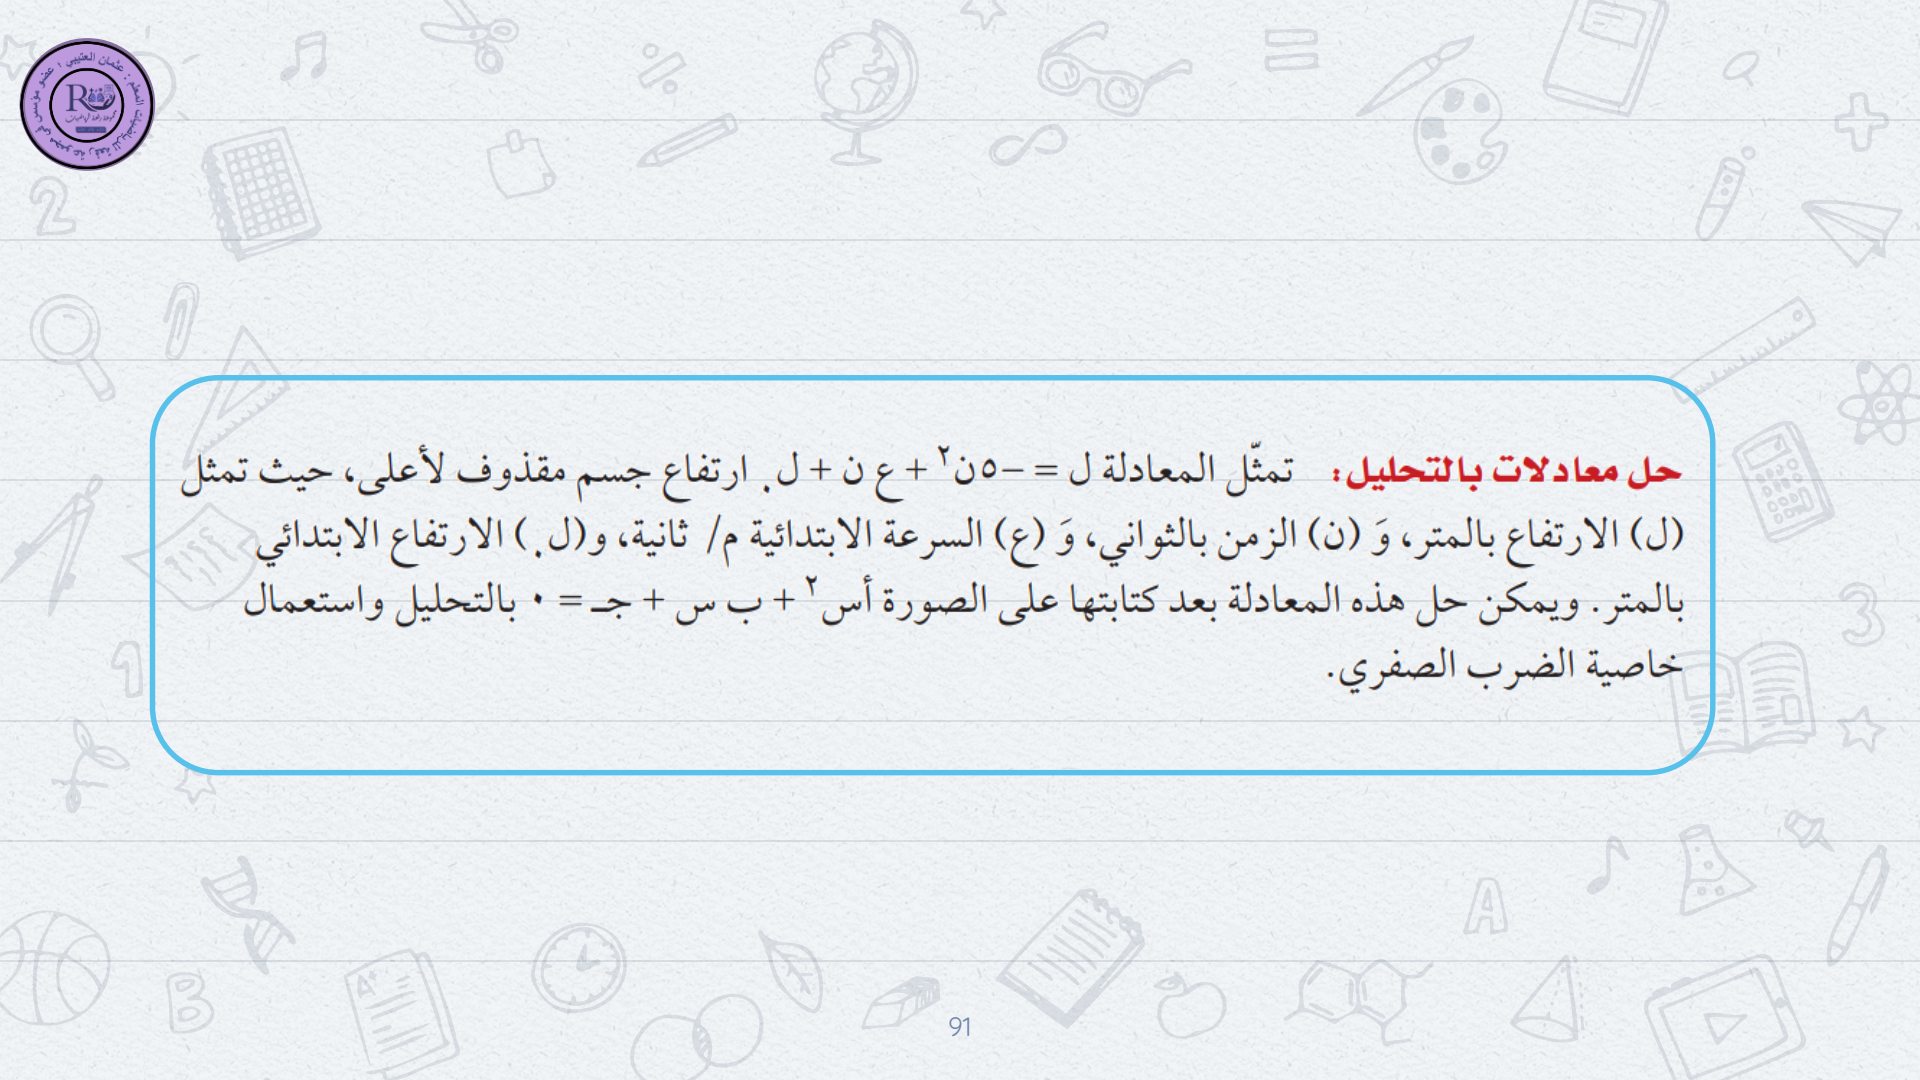 حل معادلات بالتحليل: تمثّل المعادلة ل = −٥ن٢ + ع ن + ل. ارتفاع جسم مقذوف لأعلى، حيث تمثل
(ل) الارتفاع بالمتر، وَ (ن) الزمن بالثواني، وَ (ع) السرعة الابتدائية م/ ثانية، و(ل.) الارتفاع الابتدائي
بالمتر. ويمكن حل هذه المعادلة بعد كتابتها على الصورة أس٢ + ب س + جـ = ٠ بالتحليل واستعمال
خاصية الضرب الصفري.
91